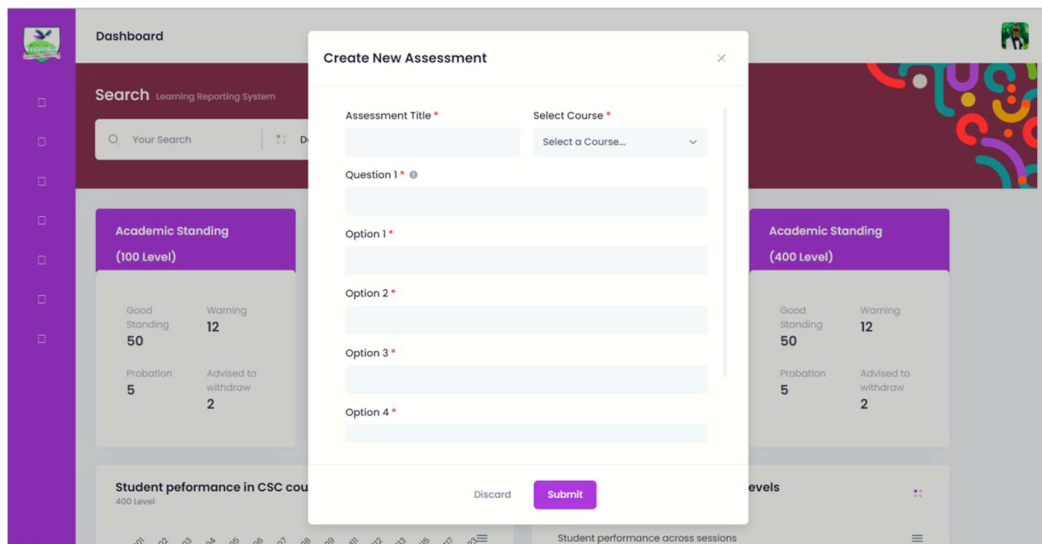 Dashboard
Search Learning Reporting System
Your Search
D
Academic Standing
(100 Level)
Good
Standing
50
Warning
12
Probation
5
Advised to
withdraw
2
Create New Assessment
Assessment Title *
Select Course *
Select a Course...
Question 1 *
Option 1 *
Option 2 *
Option 3 *
Option 4 *
Discard
Submit
Academic Standing
(400 Level)
Good
Standing
50
Warning
12
Probation
5
Advised to
withdraw
2
Student peformance in CSC cou
400 Level
evels
Student performance across sessions